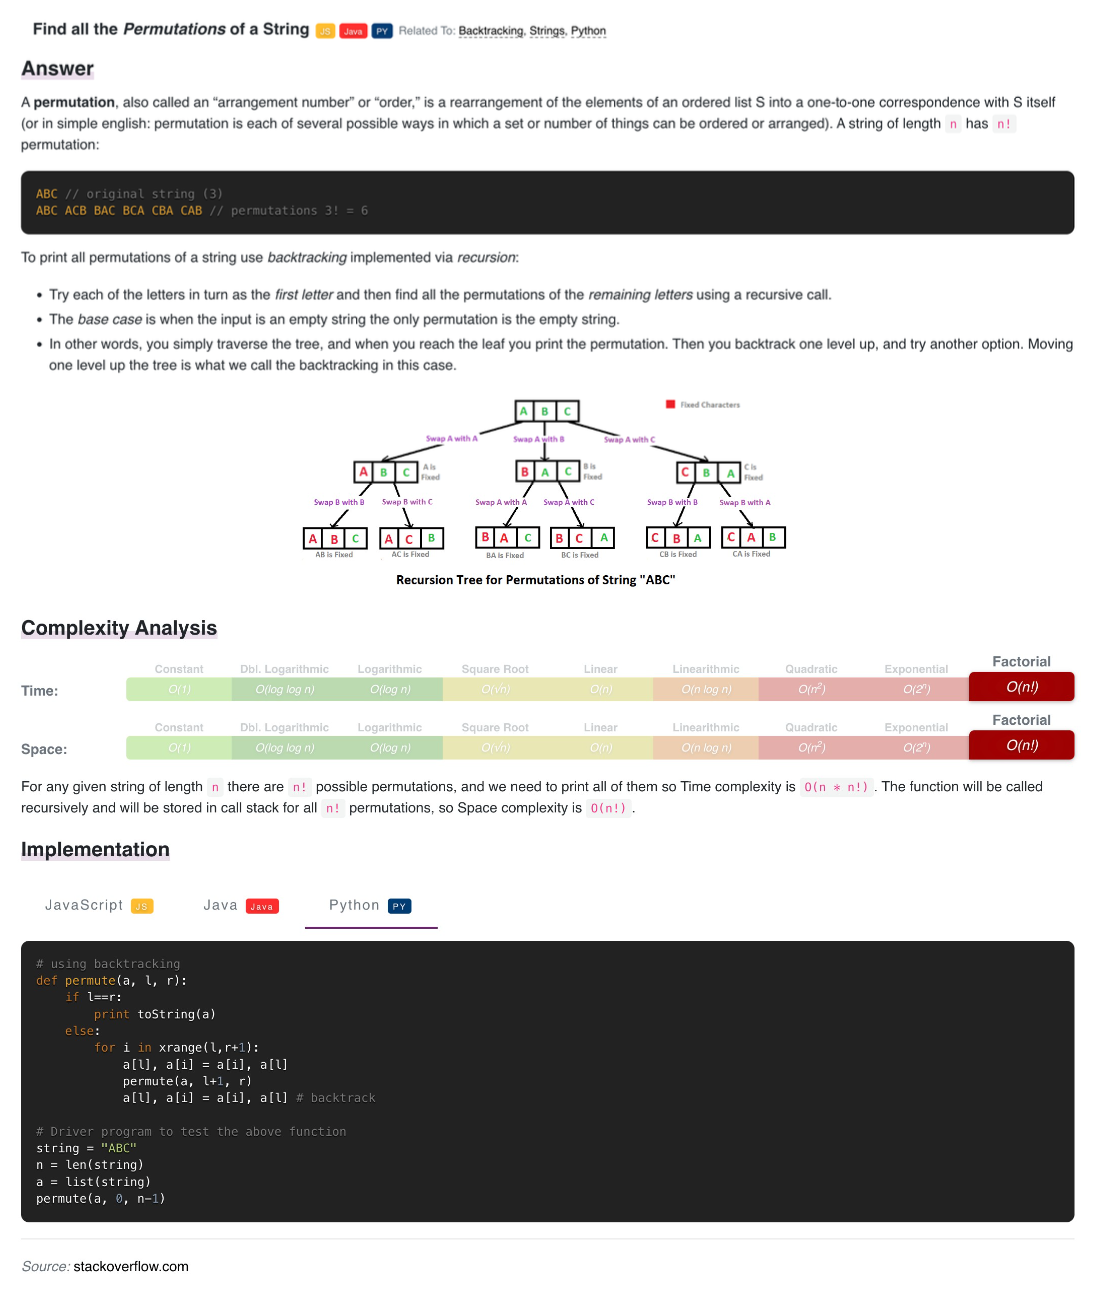 Find all the Permutations of a String JS Java PY Related To: Backtracking, Strings, Python
Answer
A permutation, also called an “arrangement number” or “order,” is a rearrangement of the elements of an ordered list S into a one-to-one correspondence with S itself
(or in simple english: permutation is each of several possible ways in which a set or number of things can be ordered or arranged). A string of length n has n!
permutation:
ABC // original string (3)
ABC ACB BAC BCA CBA CAB // permutations 3! = 6
To print all permutations of a string use backtracking implemented via recursion:
• Try each of the letters in turn as the first letter and then find all the permutations of the remaining letters using a recursive call.
• The base case is when the input is an empty string the only permutation is the empty string.
• In other words, you simply traverse the tree, and when you reach the leaf you print the permutation. Then you backtrack one level up, and try another option. Moving
one level up the tree is what we call the backtracking in this case.
A B C Fixed Characters
Swap A with A Swap A with B Swap A with C
A B C A is Fixed B A C B is Fixed C B A C is Fixed
Swap B with B Swap B with C Swap A with A Swap A with C Swap B with B Swap B with A
A B C A C B B A C B C A C B A C A B
AB is Fixed AC is Fixed BA is Fixed BC is Fixed CB is Fixed CA is Fixed
Recursion Tree for Permutations of String "ABC"
Complexity Analysis
Constant Dbl. Logarithmic Logarithmic Square Root Linear Linearithmic Quadratic Exponential Factorial
Time: O(1) O(log log n) O(log n) O(√n) O(n) O(n log n) O(n²) O(2ⁿ) O(n!)
Constant Dbl. Logarithmic Logarithmic Square Root Linear Linearithmic Quadratic Exponential Factorial
Space: O(1) O(log log n) O(log n) O(√n) O(n) O(n log n) O(n²) O(2ⁿ) O(n!)
For any given string of length n there are n! possible permutations, and we need to print all of them so Time complexity is O(n * n!). The function will be called
recursively and will be stored in call stack for all n! permutations, so Space complexity is O(n!).
Implementation
JavaScript JS Java Java Python PY
# using backtracking
def permute(a, l, r):
    if l==r:
        print toString(a)
    else:
        for i in xrange(l,r+1):
            a[l], a[i] = a[i], a[l]
            permute(a, l+1, r)
            a[l], a[i] = a[i], a[l] # backtrack
# Driver program to test the above function
string = "ABC"
n = len(string)
a = list(string)
permute(a, 0, n-1)
Source: stackoverflow.com